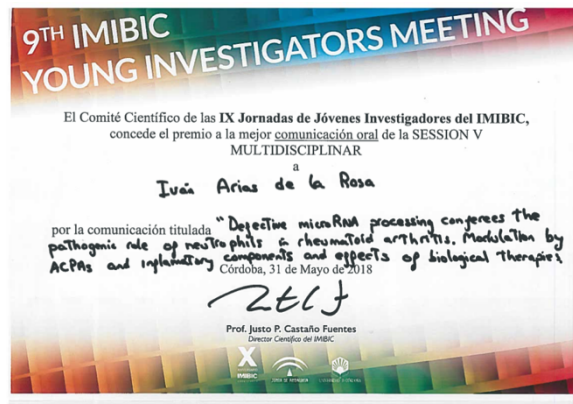 9TH IMIBIC
YOUNG INVESTIGATORS MEETING
El Comité Científico de las IX Jornadas de Jóvenes Investigadores del IMIBIC,
concede el premio a la mejor comunicación oral de la SESSION V
MULTIDISCIPLINAR
a
Iván Arias de la Rosa
por la comunicación titulada "Defective microRNA processing conferees the
pathogenic role of neutrophils in rheumatoid arthritis. Modulation by
ACPAs and inflamatory components and effects of biological therapies
Córdoba, 31 de Mayo de 2018
Prof. Justo P. Castaño Fuentes
Director Científico del IMIBIC
X
IMIBIC